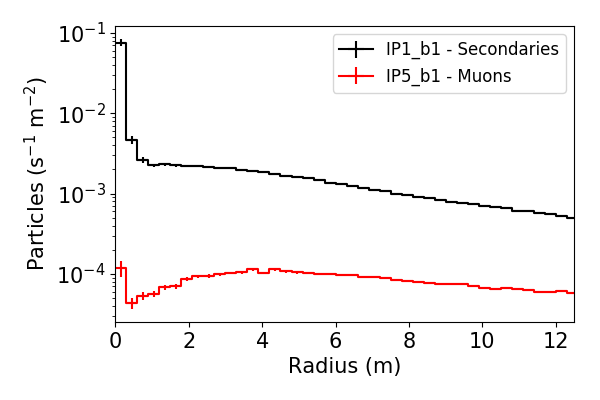 IP1_b1 - Secondaries
IP5_b1 - Muons
Particles (s⁻¹ m⁻²)
10⁻¹
10⁻²
10⁻³
10⁻⁴
0 2 4 6 8 10 12
Radius (m)